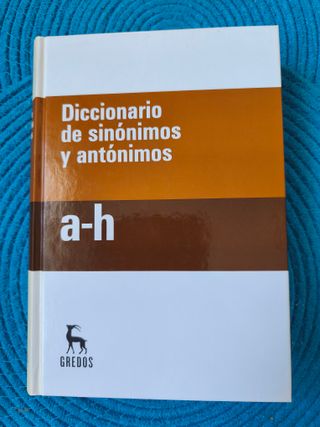 Diccionario
de sinónimos
y antónimos
a-h
GREDOS